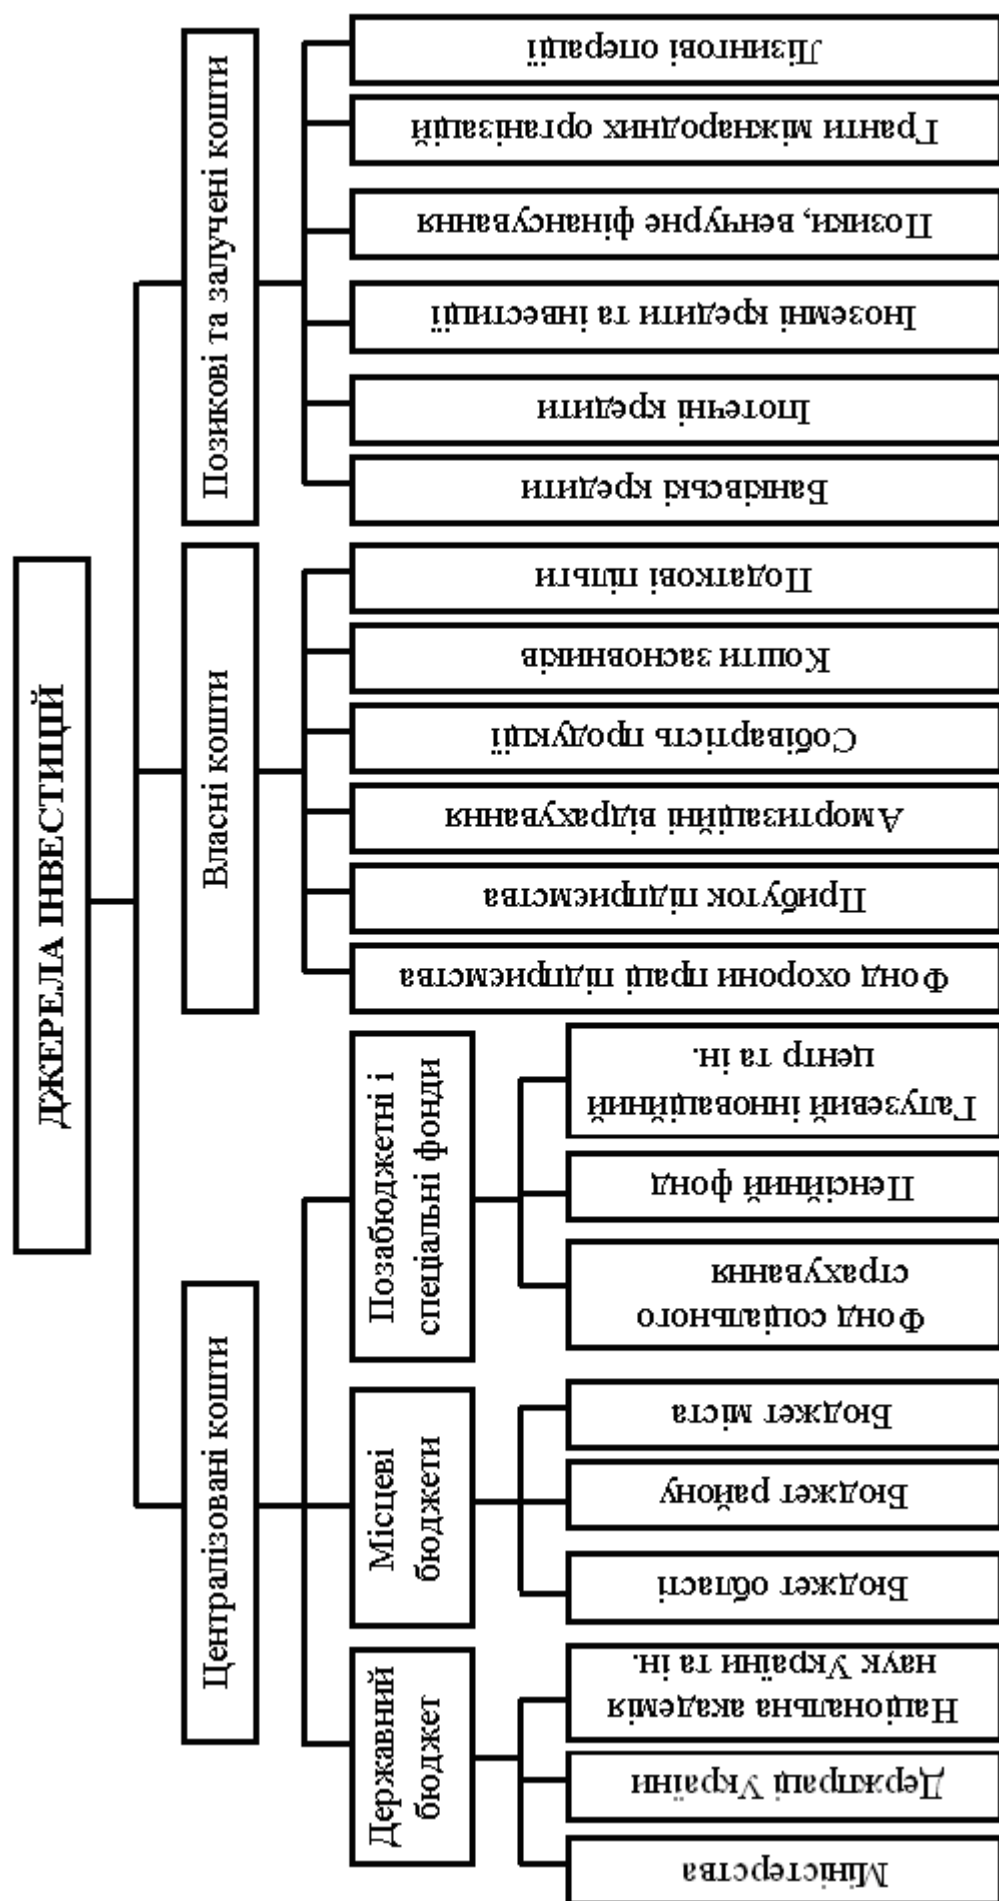 ДЖЕРЕЛА ІНВЕСТИЦІЙ
Централізовані кошти
Власні кошти
Позикові та залучені кошти
Державний
бюджет
Місцеві
бюджети
Позабюджетні і
спеціальні фонди
Міністерства
Держпраці України
Національна академія
наук України та ін.
Бюджет області
Бюджет району
Бюджет міста
Фонд соціального
страхування
Пенсійний фонд
Галузевий інноваційний
центр та ін.
Фонд охорони праці підприємства
Прибуток підприємства
Амортизаційні відрахування
Собівартість продукції
Кошти засновників
Податкові пільги
Банківські кредити
Іпотечні кредити
Іноземні кредити та інвестиції
Позики, венчурне фінансування
Гранти міжнародних організацій
Лізингові операції